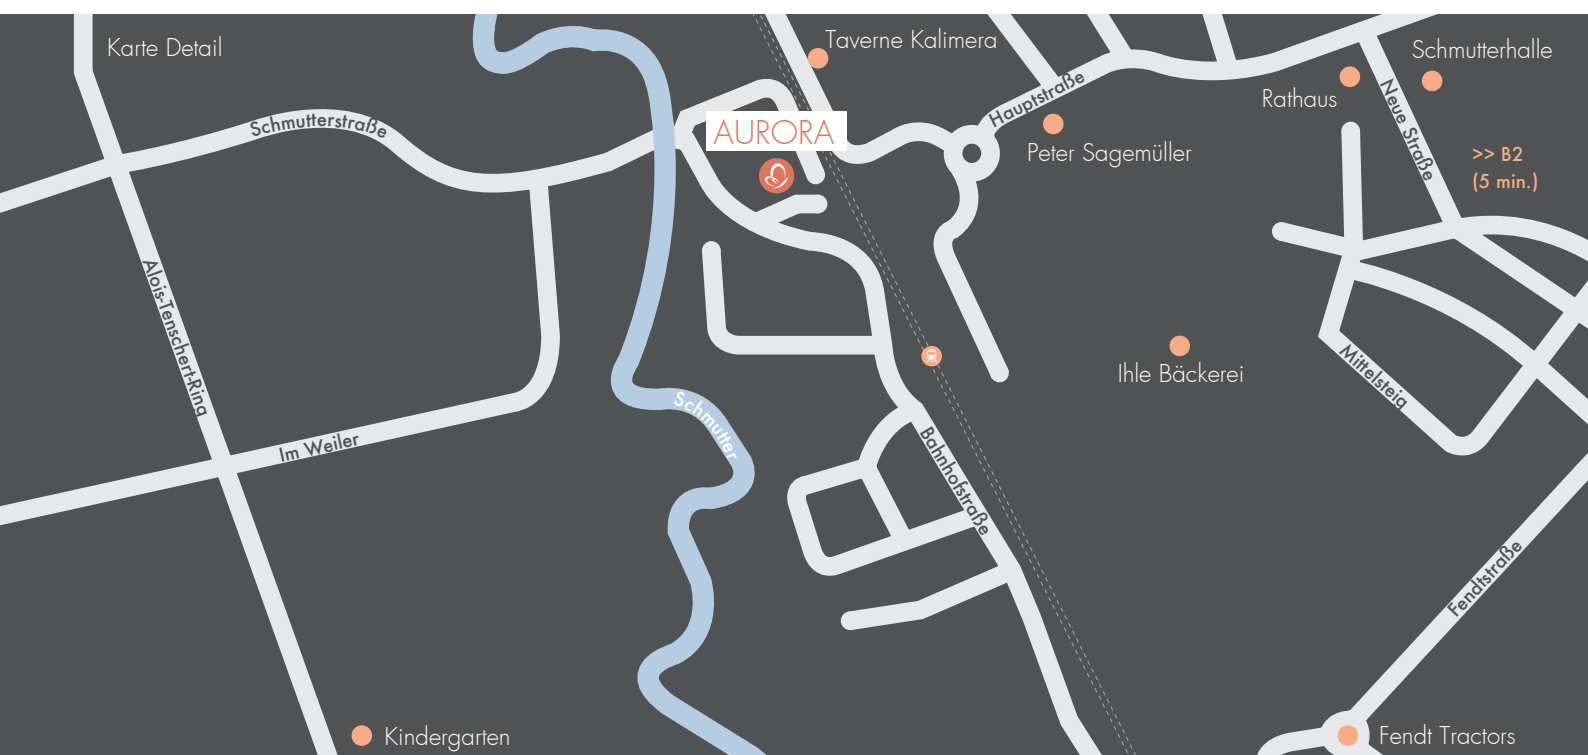 Karte Detail
Taverne Kalimera
Schmutterhalle
Rathaus
Hauptstraße
Neue Straße
Schmutterstraße
AURORA
Peter Sagemüller
>> B2
(5 min.)
Alois-Tenschert-Ring
Ihle Bäckerei
Mittelsteig
Schmutter
Im Weiler
Bahnhofstraße
Fendtstraße
Kindergarten
Fendt Tractors